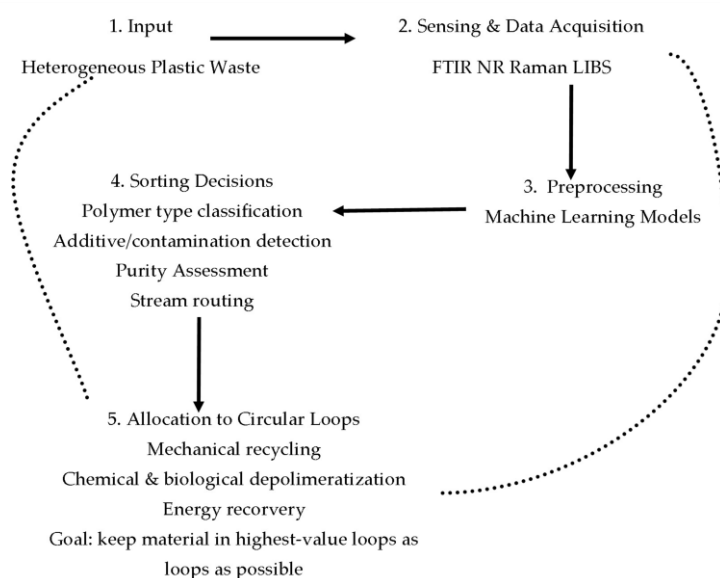 1. Input
Heterogeneous Plastic Waste
2. Sensing & Data Acquisition
FTIR NR Raman LIBS
3. Preprocessing
Machine Learning Models
4. Sorting Decisions
Polymer type classification
Additive/contamination detection
Purity Assessment
Stream routing
5. Allocation to Circular Loops
Mechanical recycling
Chemical & biological depolimeratization
Energy recorvery
Goal: keep material in highest-value loops as
loops as possible